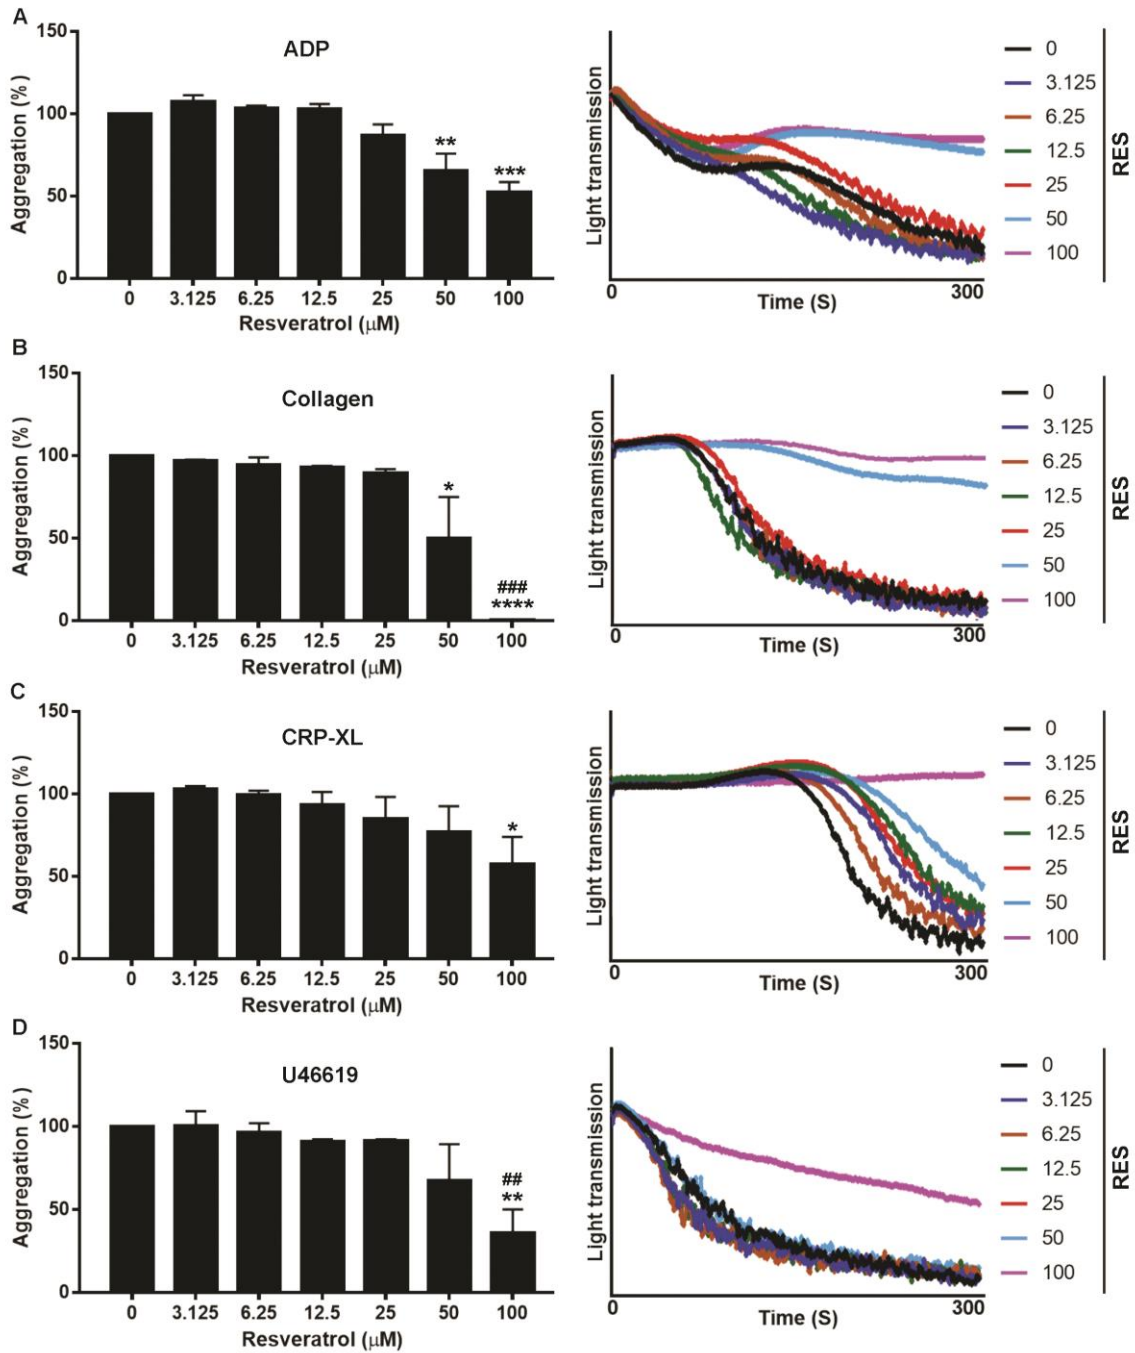 A
ADP
Aggregation (%)
150
100
50
0
**
***
0 3.125 6.25 12.5 25 50 100
Resveratrol (μM)
Light transmission
0 300
Time (S)
0
3.125
6.25
12.5
25
50
100
RES
B
Collagen
Aggregation (%)
150
100
50
0
*
###
****
0 3.125 6.25 12.5 25 50 100
Resveratrol (μM)
Light transmission
0 300
Time (S)
0
3.125
6.25
12.5
25
50
100
RES
C
CRP-XL
Aggregation (%)
150
100
50
0
*
0 3.125 6.25 12.5 25 50 100
Resveratrol (μM)
Light transmission
0 300
Time (S)
0
3.125
6.25
12.5
25
50
100
RES
D
U46619
Aggregation (%)
150
100
50
0
##
**
0 3.125 6.25 12.5 25 50 100
Resveratrol (μM)
Light transmission
0 300
Time (S)
0
3.125
6.25
12.5
25
50
100
RES